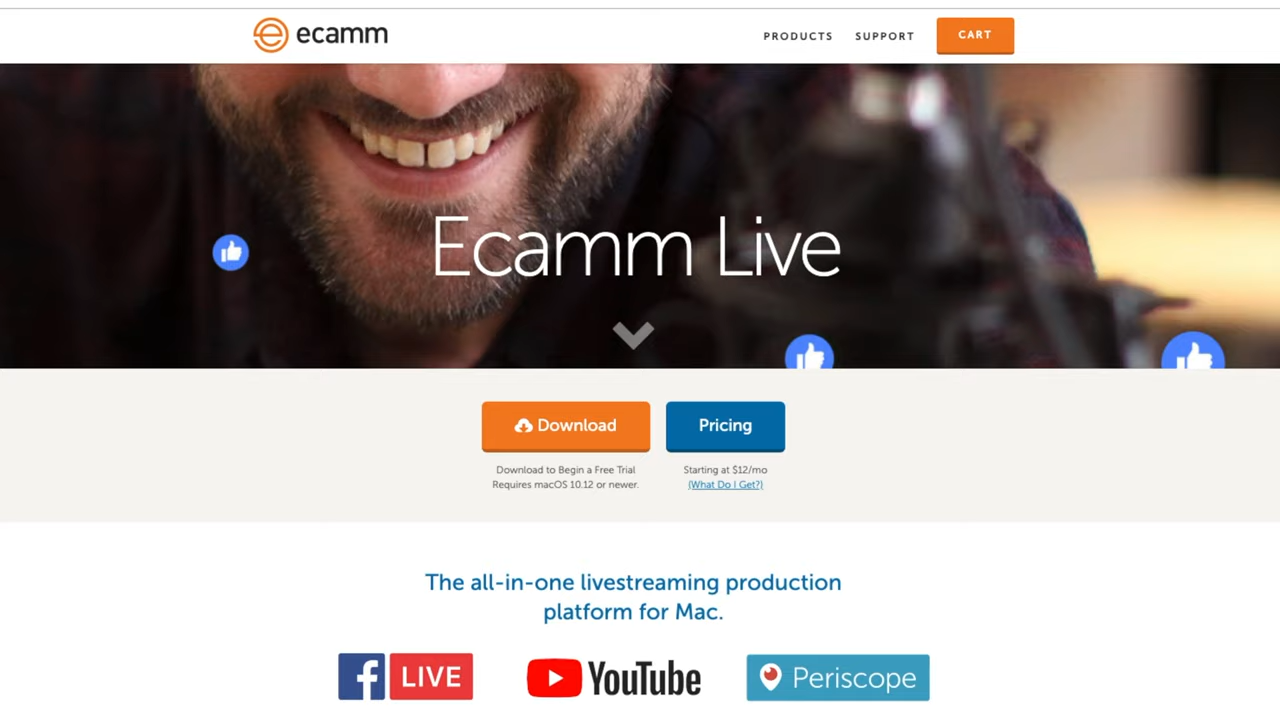 ecamm
PRODUCTS SUPPORT CART
Ecamm Live
Download Pricing
Download to Begin a Free Trial
Requires macOS 10.12 or newer.
Starting at $12/mo
(What Do I Get?)
The all-in-one livestreaming production
platform for Mac.
f LIVE YouTube Periscope